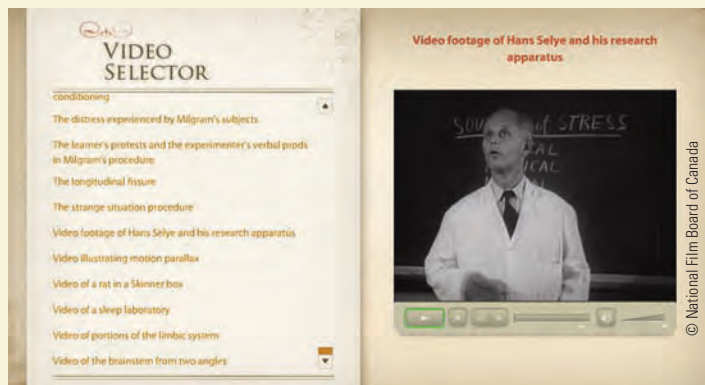 VIDEO
SELECTOR
conditioning
The distress experienced by Milgram's subjects
The learner's protests and the experimenter's verbal prods
in Milgram's procedure
The longitudinal fissure
The strange situation procedure
Video footage of Hans Selye and his research apparatus
Video illustrating motion parallax
Video of a rat in a Skinner box
Video of a sleep laboratory
Video of portions of the limbic system
Video of the brainstem from two angles
Video footage of Hans Selye and his research
apparatus
of STRESS
© National Film Board of Canada